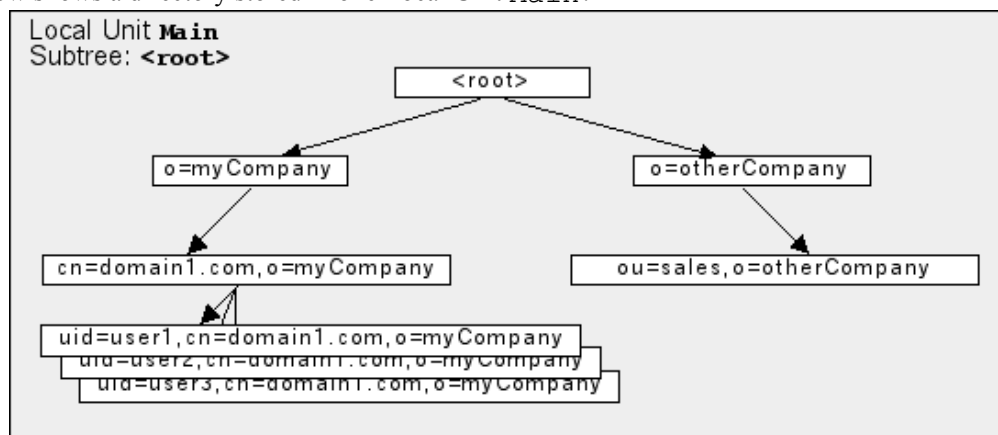 Local Unit Main
Subtree: <root>
<root>
o=myCompany
o=otherCompany
cn=domain1.com,o=myCompany
ou=sales,o=otherCompany
uid=user1,cn=domain1.com,o=myCompany
uid=user2,cn=domain1.com,o=myCompany
uid=user3,cn=domain1.com,o=myCompany